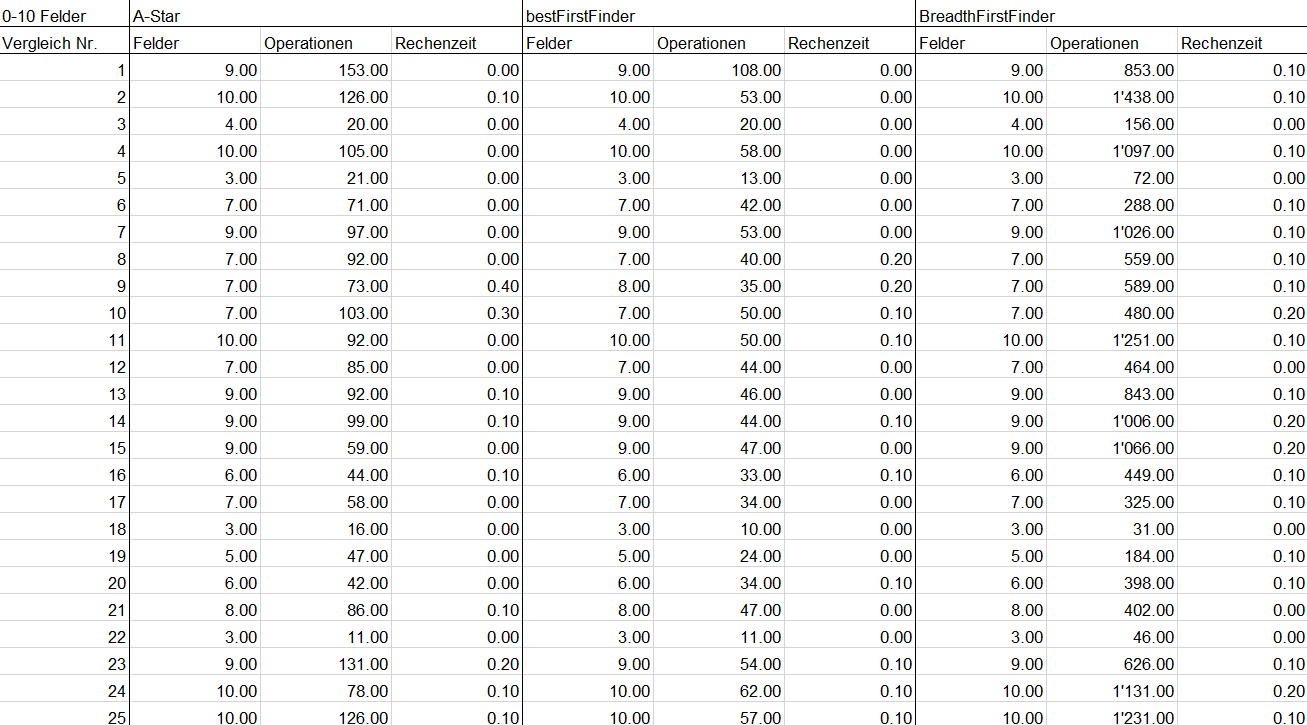 0-10 Felder A-Star bestFirstFinder BreadthFirstFinder
Vergleich Nr. Felder Operationen Rechenzeit Felder Operationen Rechenzeit Felder Operationen Rechenzeit
1 9.00 153.00 0.00 9.00 108.00 0.00 9.00 853.00 0.10
2 10.00 126.00 0.10 10.00 53.00 0.00 10.00 1'438.00 0.10
3 4.00 20.00 0.00 4.00 20.00 0.00 4.00 156.00 0.00
4 10.00 105.00 0.00 10.00 58.00 0.00 10.00 1'097.00 0.10
5 3.00 21.00 0.00 3.00 13.00 0.00 3.00 72.00 0.00
6 7.00 71.00 0.00 7.00 42.00 0.00 7.00 288.00 0.10
7 9.00 97.00 0.00 9.00 53.00 0.00 9.00 1'026.00 0.10
8 7.00 92.00 0.00 7.00 40.00 0.20 7.00 559.00 0.10
9 7.00 73.00 0.40 8.00 35.00 0.20 7.00 589.00 0.10
10 7.00 103.00 0.30 7.00 50.00 0.10 7.00 480.00 0.20
11 10.00 92.00 0.00 10.00 50.00 0.10 10.00 1'251.00 0.10
12 7.00 85.00 0.00 7.00 44.00 0.00 7.00 464.00 0.00
13 9.00 92.00 0.10 9.00 46.00 0.00 9.00 843.00 0.10
14 9.00 99.00 0.10 9.00 44.00 0.10 9.00 1'006.00 0.20
15 9.00 59.00 0.00 9.00 47.00 0.00 9.00 1'066.00 0.20
16 6.00 44.00 0.10 6.00 33.00 0.10 6.00 449.00 0.10
17 7.00 58.00 0.00 7.00 34.00 0.00 7.00 325.00 0.10
18 3.00 16.00 0.00 3.00 10.00 0.00 3.00 31.00 0.00
19 5.00 47.00 0.00 5.00 24.00 0.00 5.00 184.00 0.10
20 6.00 42.00 0.00 6.00 34.00 0.10 6.00 398.00 0.10
21 8.00 86.00 0.10 8.00 47.00 0.00 8.00 402.00 0.00
22 3.00 11.00 0.00 3.00 11.00 0.00 3.00 46.00 0.00
23 9.00 131.00 0.20 9.00 54.00 0.10 9.00 626.00 0.10
24 10.00 78.00 0.10 10.00 62.00 0.10 10.00 1'131.00 0.20
25 10.00 126.00 0.10 10.00 57.00 0.10 10.00 1'231.00 0.10